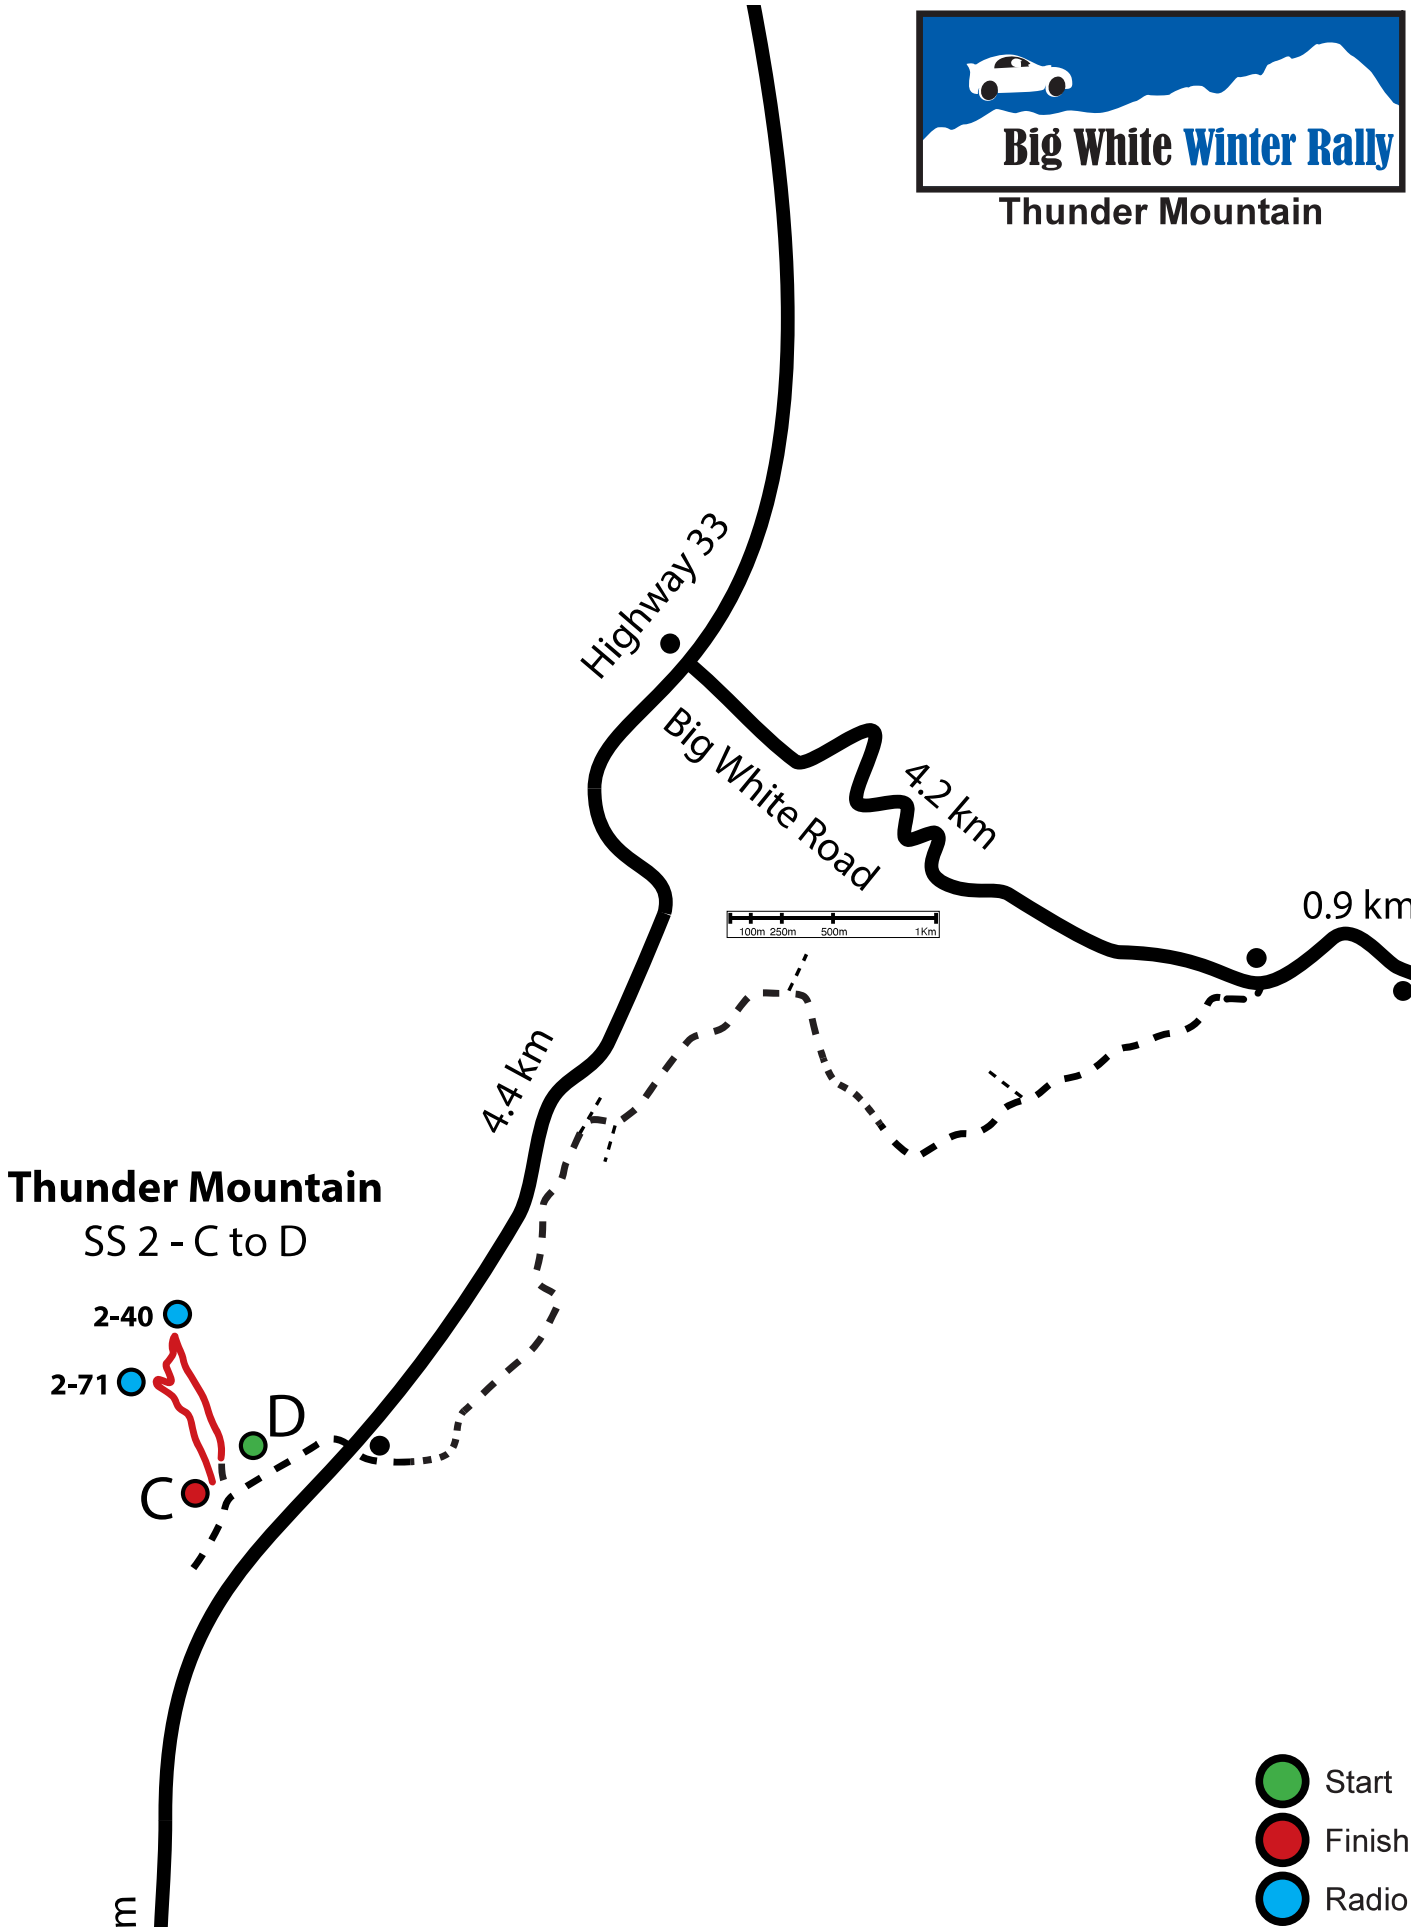 Big White Winter Rally
Thunder Mountain
Highway 33
Big White Road
4.2 km
0.9 km
100m 250m 500m 1Km
4.4 km
Thunder Mountain
SS 2 - C to D
2-40
2-71
D
C
Start
Finish
Radio
m